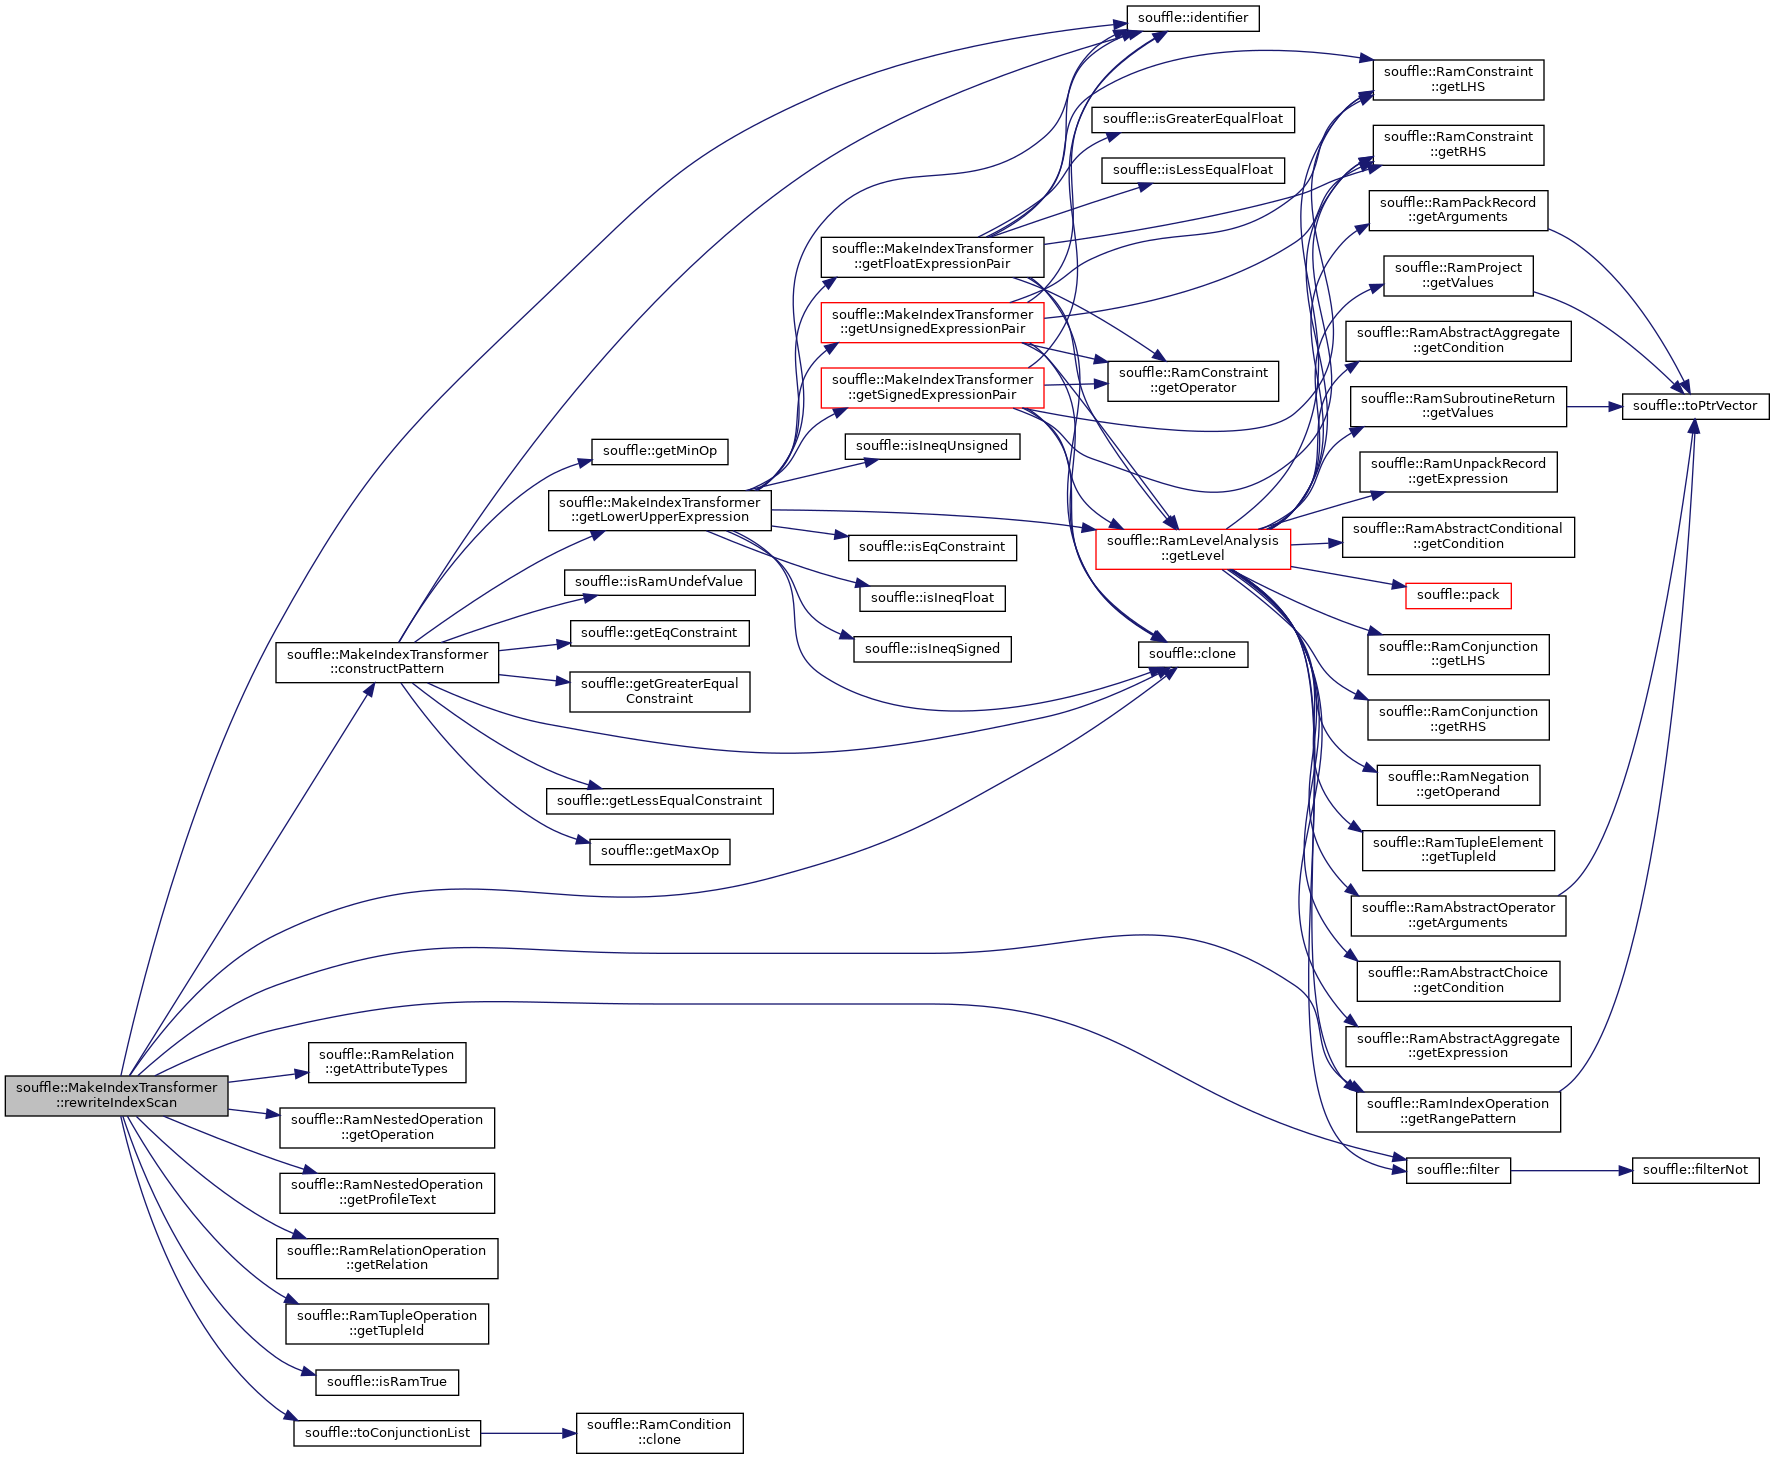 souffle::identifier
souffle::RamConstraint
::getLHS
souffle::isGreaterEqualFloat
souffle::RamConstraint
::getRHS
souffle::isLessEqualFloat
souffle::RamPackRecord
::getArguments
souffle::MakeIndexTransformer
::getFloatExpressionPair
souffle::RamProject
::getValues
souffle::MakeIndexTransformer
::getUnsignedExpressionPair
souffle::RamAbstractAggregate
::getCondition
souffle::MakeIndexTransformer
::getSignedExpressionPair
souffle::RamConstraint
::getOperator
souffle::RamSubroutineReturn
::getValues
souffle::toPtrVector
souffle::getMinOp
souffle::isIneqUnsigned
souffle::RamUnpackRecord
::getExpression
souffle::MakeIndexTransformer
::getLowerUpperExpression
souffle::isEqConstraint
souffle::RamLevelAnalysis
::getLevel
souffle::RamAbstractConditional
::getCondition
souffle::isRamUndefValue
souffle::isIneqFloat
souffle::pack
souffle::getEqConstraint
souffle::isIneqSigned
souffle::clone
souffle::RamConjunction
::getLHS
souffle::MakeIndexTransformer
::constructPattern
souffle::getGreaterEqual
Constraint
souffle::RamConjunction
::getRHS
souffle::getLessEqualConstraint
souffle::RamNegation
::getOperand
souffle::getMaxOp
souffle::RamTupleElement
::getTupleId
souffle::RamAbstractOperator
::getArguments
souffle::RamAbstractChoice
::getCondition
souffle::RamAbstractAggregate
::getExpression
souffle::RamRelation
::getAttributeTypes
souffle::MakeIndexTransformer
::rewriteIndexScan
souffle::RamNestedOperation
::getOperation
souffle::RamIndexOperation
::getRangePattern
souffle::filter
souffle::filterNot
souffle::RamNestedOperation
::getProfileText
souffle::RamRelationOperation
::getRelation
souffle::RamTupleOperation
::getTupleId
souffle::isRamTrue
souffle::toConjunctionList
souffle::RamCondition
::clone